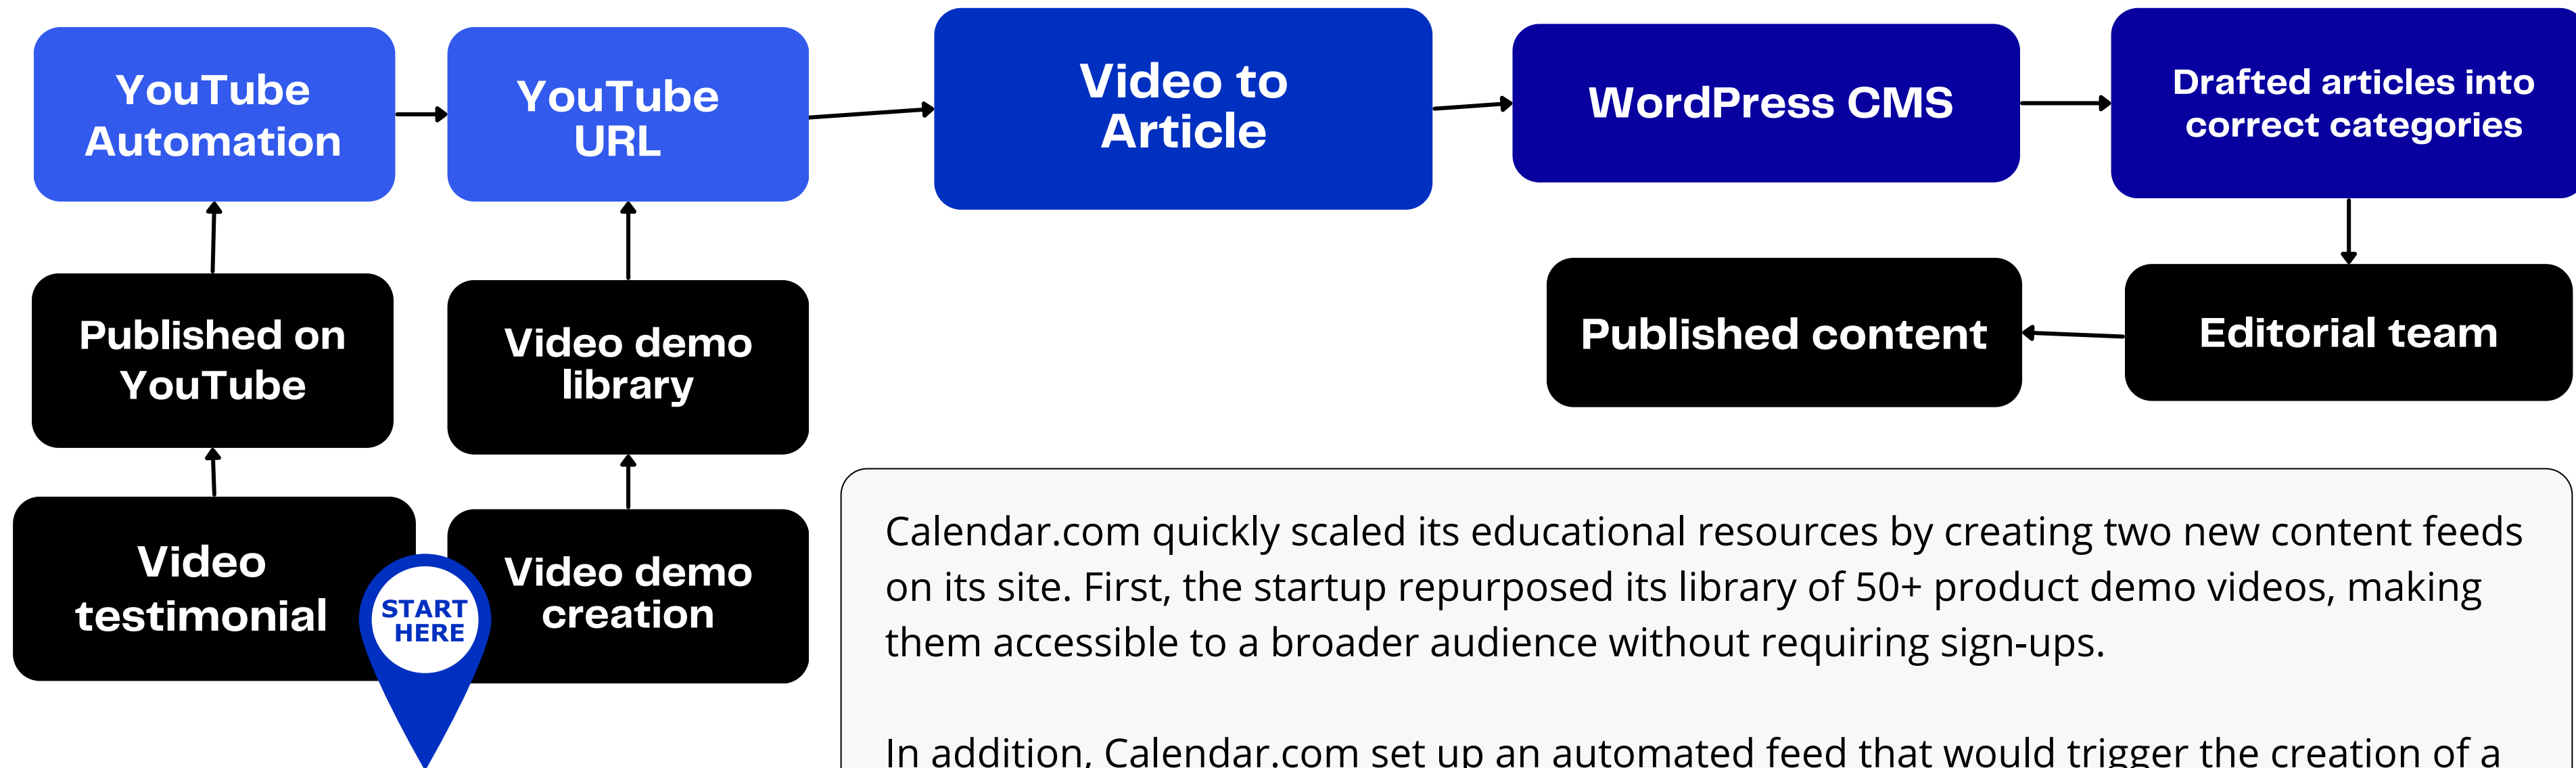 YouTube
Automation
YouTube
URL
Video to
Article
WordPress CMS
Drafted articles into
correct categories
Published on
YouTube
Video demo
library
Published content
Editorial team
Video
testimonial
START
HERE
Video demo
creation
Calendar.com quickly scaled its educational resources by creating two new content feeds
on its site. First, the startup repurposed its library of 50+ product demo videos, making
them accessible to a broader audience without requiring sign-ups.
In addition, Calendar.com set up an automated feed that would trigger the creation of a